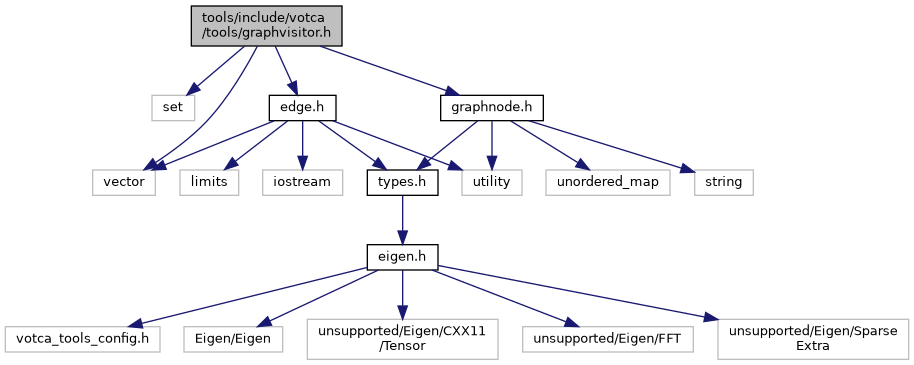 tools/include/votca
/tools/graphvisitor.h
set
edge.h
graphnode.h
vector
limits
iostream
types.h
utility
unordered_map
string
eigen.h
votca_tools_config.h
Eigen/Eigen
unsupported/Eigen/CXX11
/Tensor
unsupported/Eigen/FFT
unsupported/Eigen/Sparse
Extra